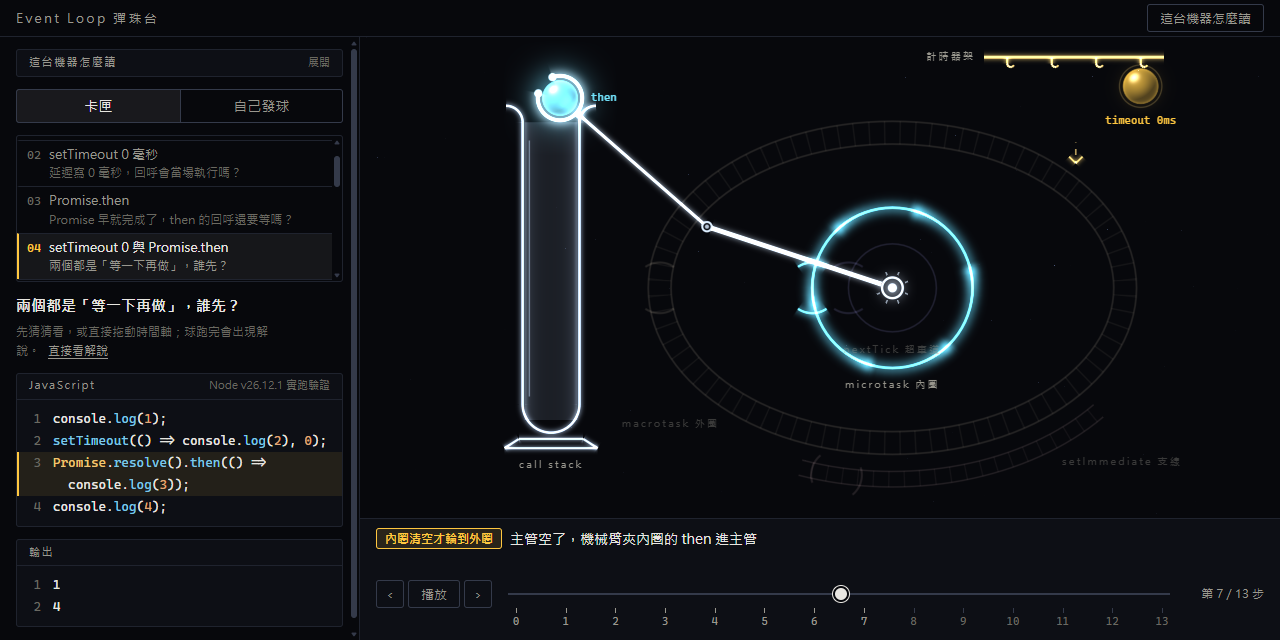 Event Loop 彈珠台
這台機器怎麼讀
這台機器怎麼讀
展開
卡匣
自己發球
02 setTimeout 0 毫秒
延遲寫 0 毫秒，回呼會當場執行嗎？
03 Promise.then
Promise 早就完成了，then 的回呼還要等嗎？
04 setTimeout 0 與 Promise.then
兩個都是「等一下再做」，誰先？
兩個都是「等一下再做」，誰先？
先猜猜看，或直接拖動時間軸；球跑完會出現解
說。 直接看解說
JavaScript
Node v26.12.1 實跑驗證
1 console.log(1);
2 setTimeout(() => console.log(2), 0);
3 Promise.resolve().then(() =>
console.log(3));
4 console.log(4);
輸出
1 1
2 4
計時器架
then
timeout 0ms
microtask 內圈
macrotask 外圈
setImmediate 支線
call stack
內圈清空才輪到外圈 主管空了，機械臂夾內圈的 then 進主管
‹ 播放 ›
第 7 / 13 步
0 1 2 3 4 5 6 7 8 9 10 11 12 13